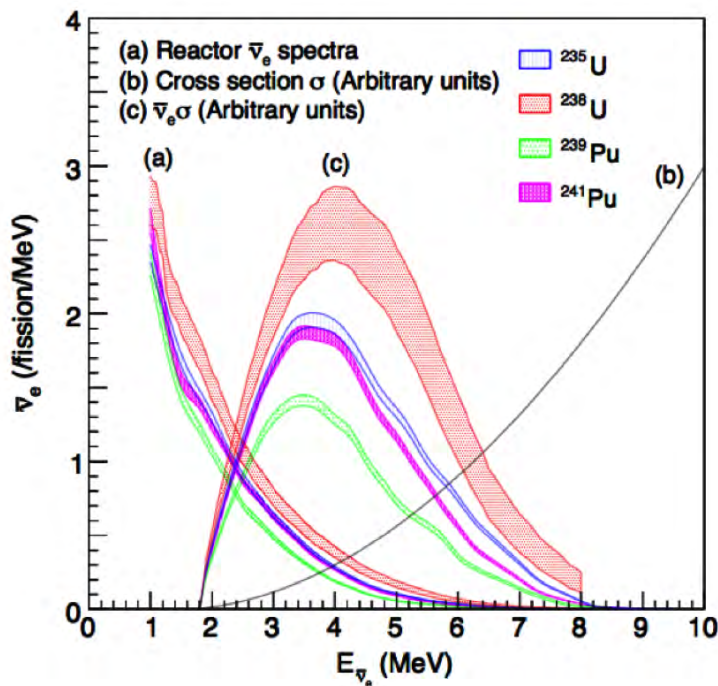 4
(a) Reactor ν̅e spectra
(b) Cross section σ (Arbitrary units)
(c) ν̅eσ (Arbitrary units)
235U
238U
239Pu
241Pu
(a)
(c)
(b)
3
2
1
0
ν̅e (/fission/MeV)
0 1 2 3 4 5 6 7 8 9 10
Eν̅e (MeV)